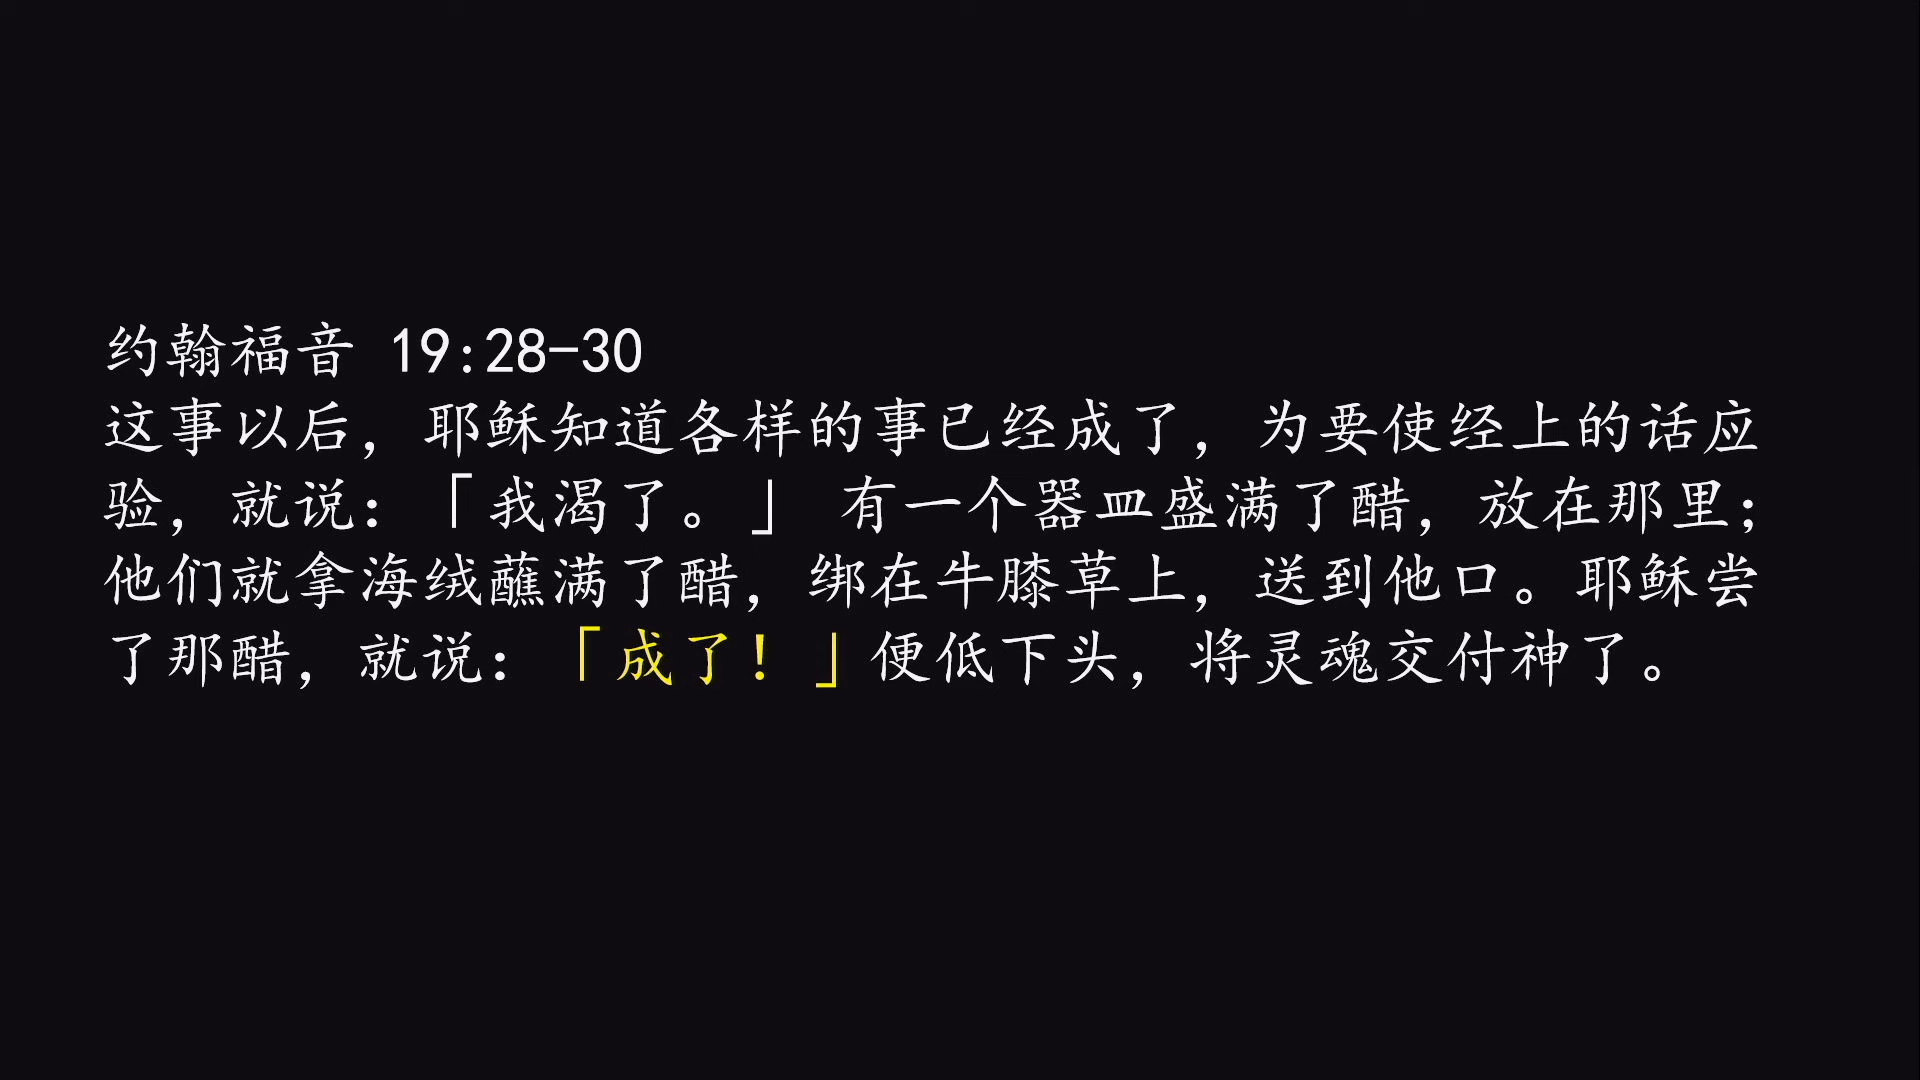 约翰福音 19:28-30
这事以后，耶稣知道各样的事已经成了，为要使经上的话应
验，就说：「我渴了。」 有一个器皿盛满了醋，放在那里；
他们就拿海绒蘸满了醋，绑在牛膝草上，送到他口。耶稣尝
了那醋，就说：「成了！」便低下头，将灵魂交付神了。